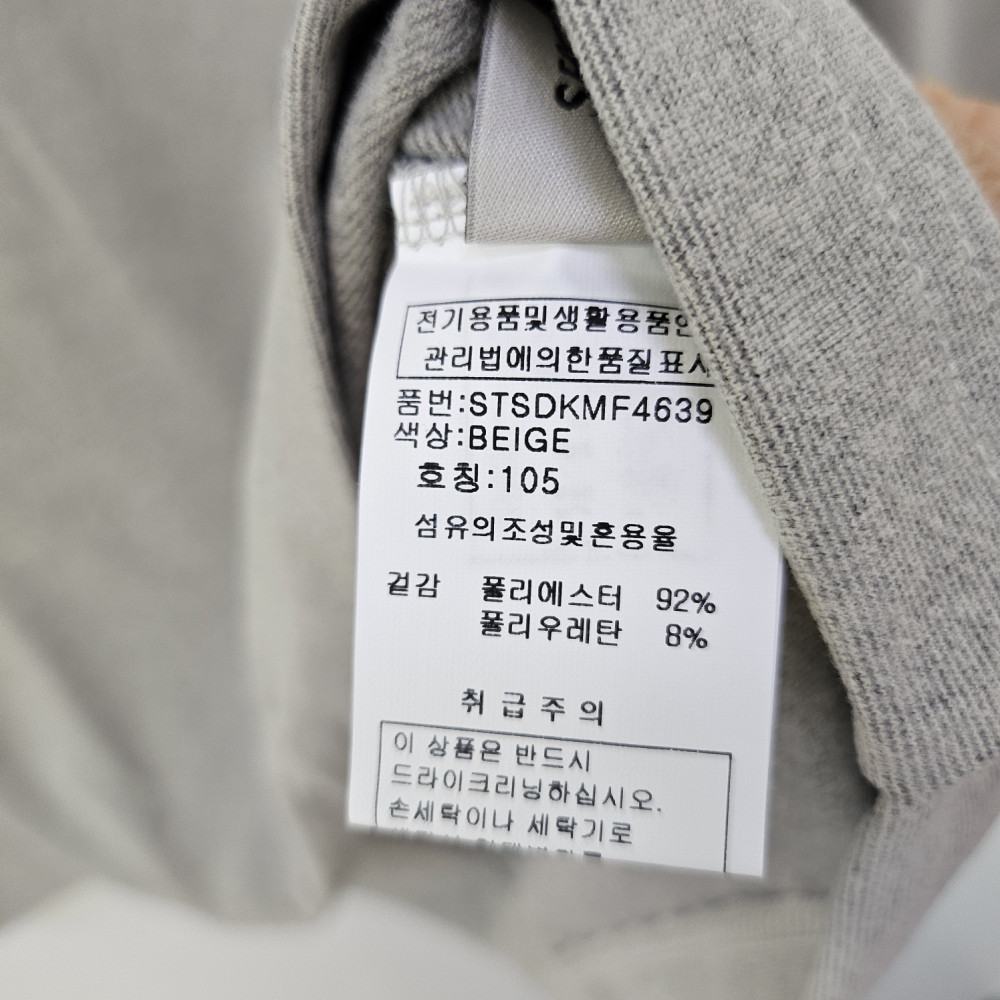 전기용품및생활용품안
관리법에의한품질표시
품번:STSDKMF4639
색상:BEIGE
호칭:105
섬유의조성및혼용율
겉감 폴리에스터 92%
폴리우레탄 8%
취급주의
이 상품은 반드시
드라이크리닝하십시오.
손세탁이나 세탁기로